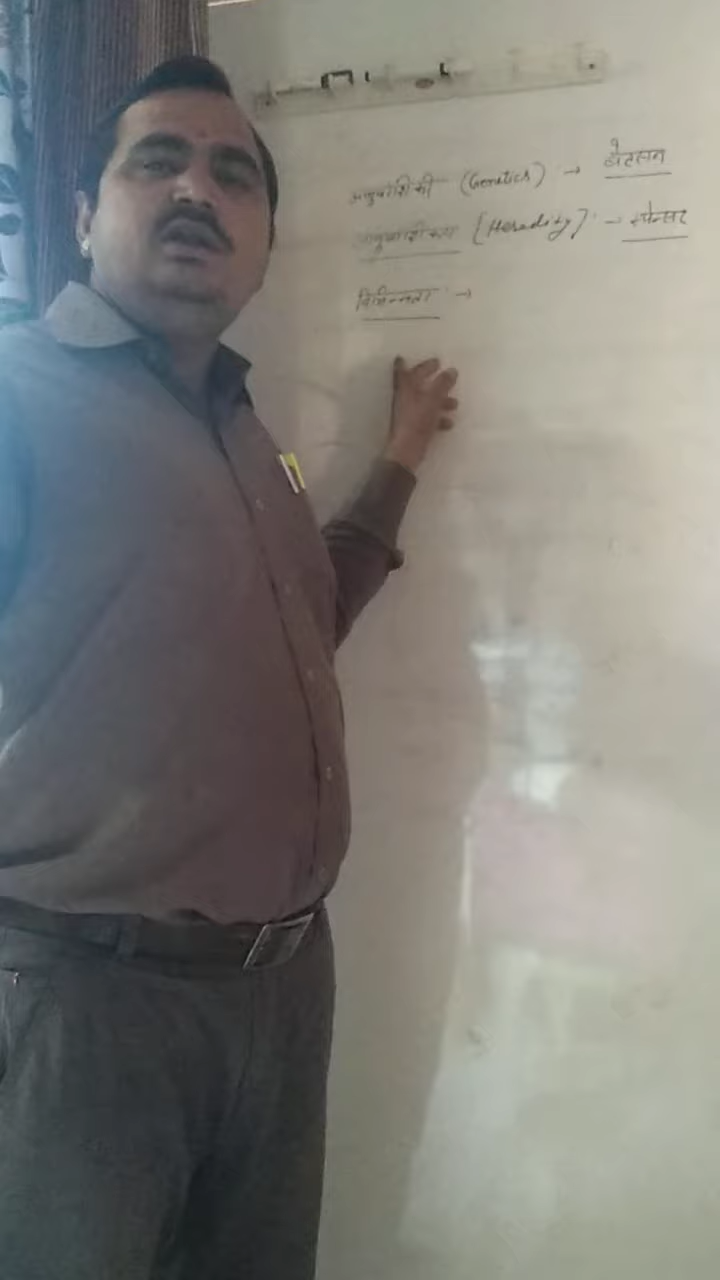 आनुवांशिकी (Genetics) → बेटसन
आनुवांशिकता [Heredity] :- स्पेन्सर
विभिन्नता :→